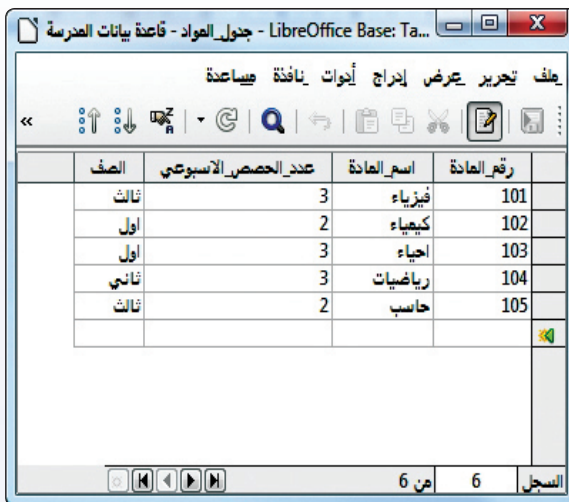 جدول_المواد - قاعدة بيانات المدرسة - LibreOffice Base: Ta...
ملف تحرير عرض إدراج أدوات نافذة مساعدة
رقم_المادة اسم_المادة عدد_الحصص_الاسبوعي الصف
101 فيزياء 3 ثالث
102 كيمياء 2 اول
103 احياء 3 اول
104 رياضيات 3 ثاني
105 حاسب 2 ثالث
السجل 6 من 6